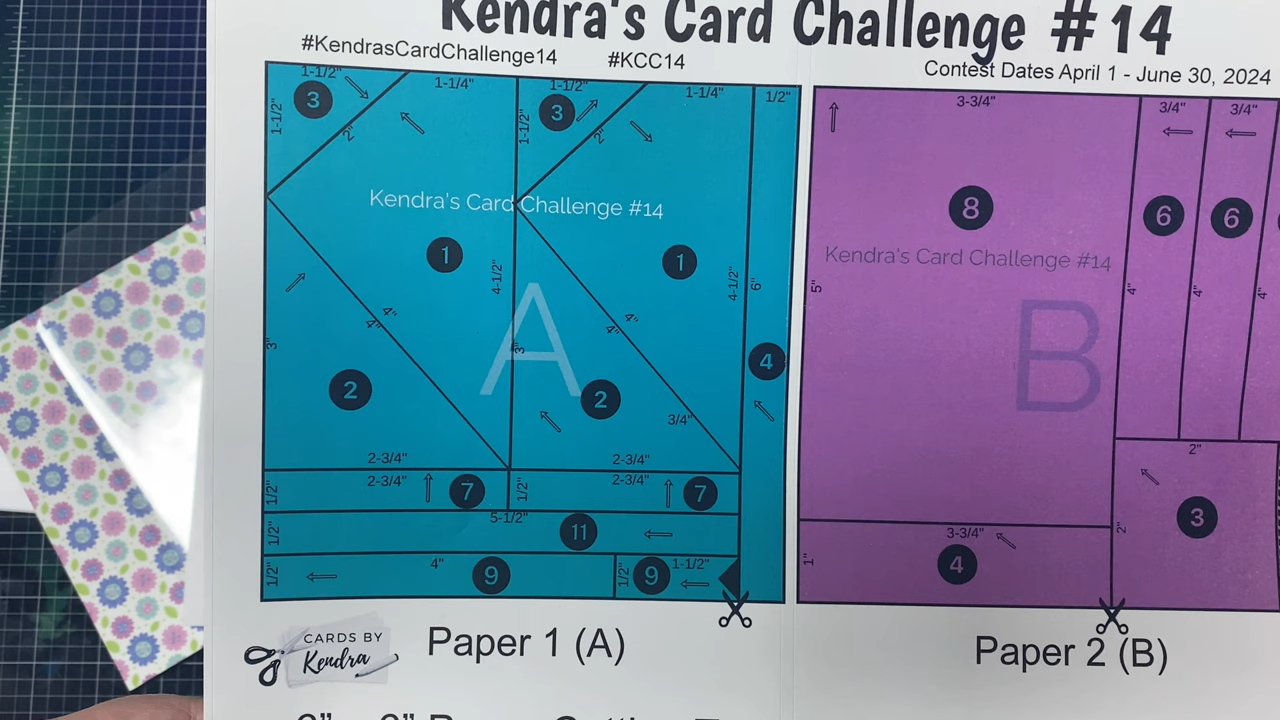 Kendra's Card Challenge #14
#KendrasCardChallenge14 #KCC14
Contest Dates April 1 - June 30, 2024
1-1/2" 1-1/4" 1-1/2" 1-1/4" 1/2"
3-3/4" 3/4" 3/4"
3 1-1/2" 2" 3 1-1/2" 2"
Kendra's Card Challenge #14
8 6 6
Kendra's Card Challenge #14
1 4-1/2" 1 4-1/2" 6"
5" 4" 4" 4"
4" 4" 4" 4"
3" A 3" 4
B
2 2 3/4"
2-3/4" 2-3/4"
2-3/4" 2-3/4"
1/2" 7 1/2" 7
2" 3 2"
5-1/2"
1/2" 11
3-3/4"
1" 4
4" 1-1/2"
1/2" 9 1/2" 9
CARDS BY
Kendra
Paper 1 (A)
Paper 2 (B)